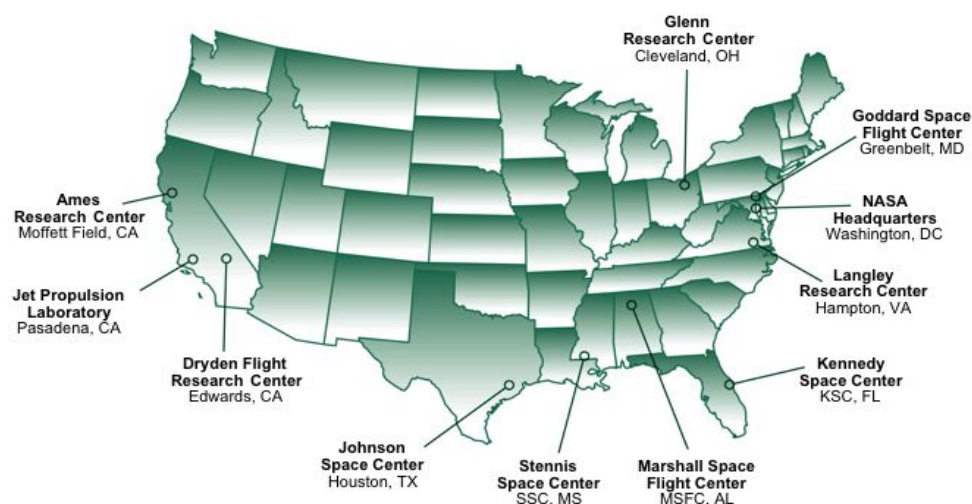 Glenn
Research Center
Cleveland, OH
Goddard Space
Flight Center
Greenbelt, MD
Ames
Research Center
Moffett Field, CA
NASA
Headquarters
Washington, DC
Jet Propulsion
Laboratory
Pasadena, CA
Langley
Research Center
Hampton, VA
Dryden Flight
Research Center
Edwards, CA
Kennedy
Space Center
KSC, FL
Johnson
Space Center
Houston, TX
Stennis
Space Center
SSC, MS
Marshall Space
Flight Center
MSFC, AL